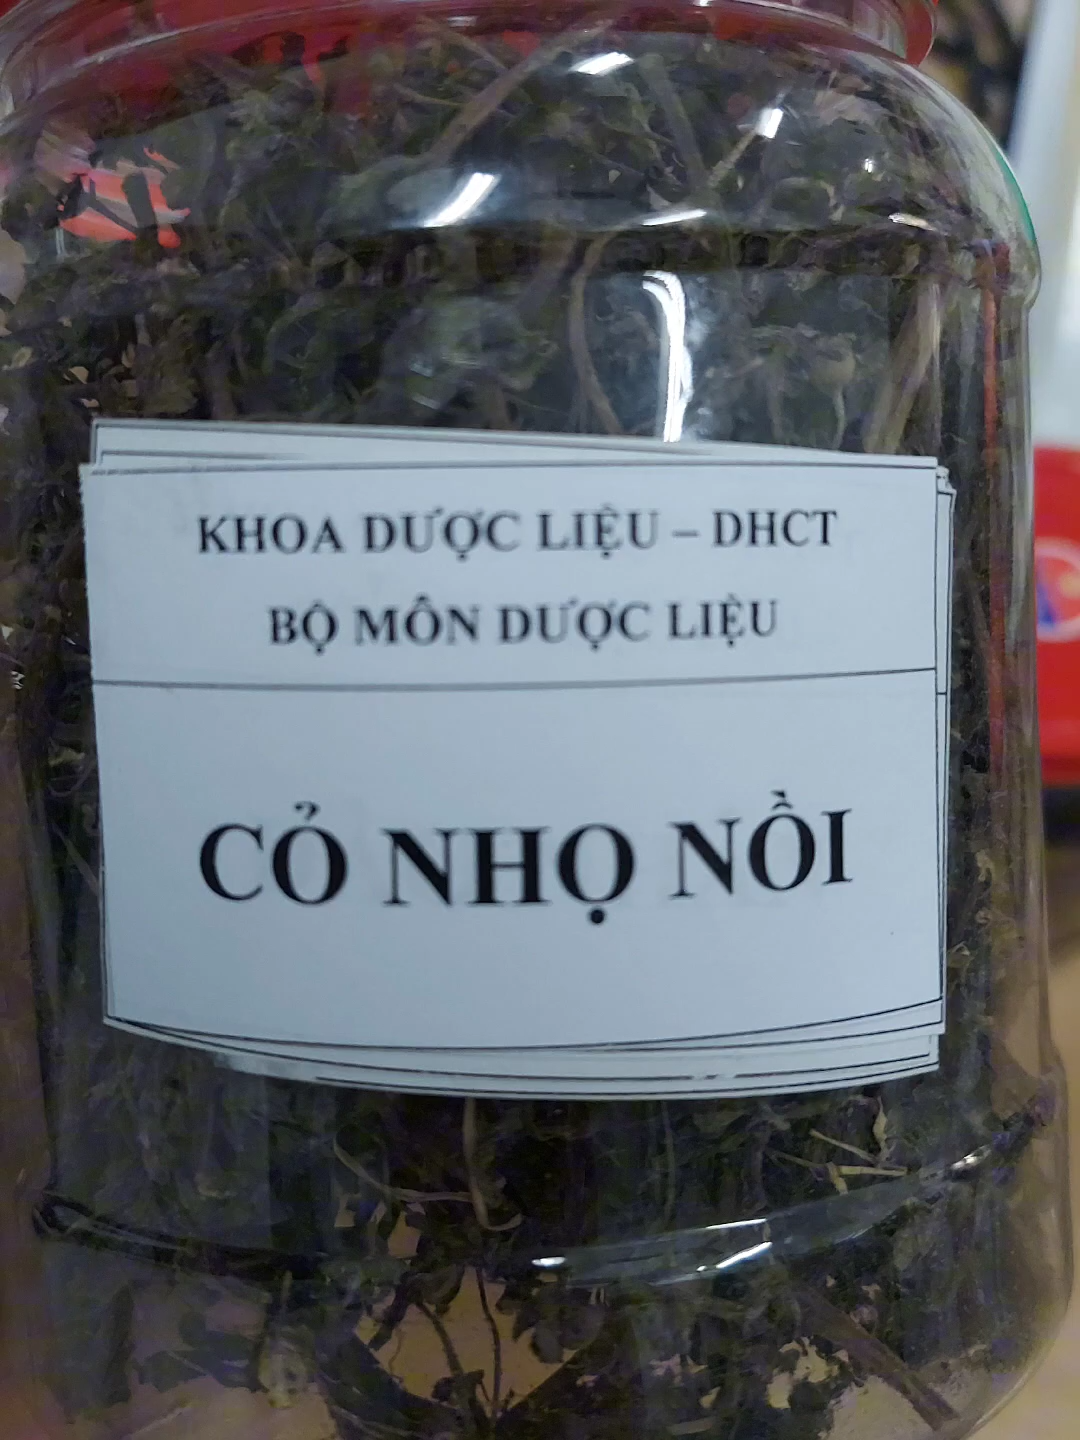 KHOA DƯỢC LIỆU – DHCT
BỘ MÔN DƯỢC LIỆU
CỎ NHỌ NỒI